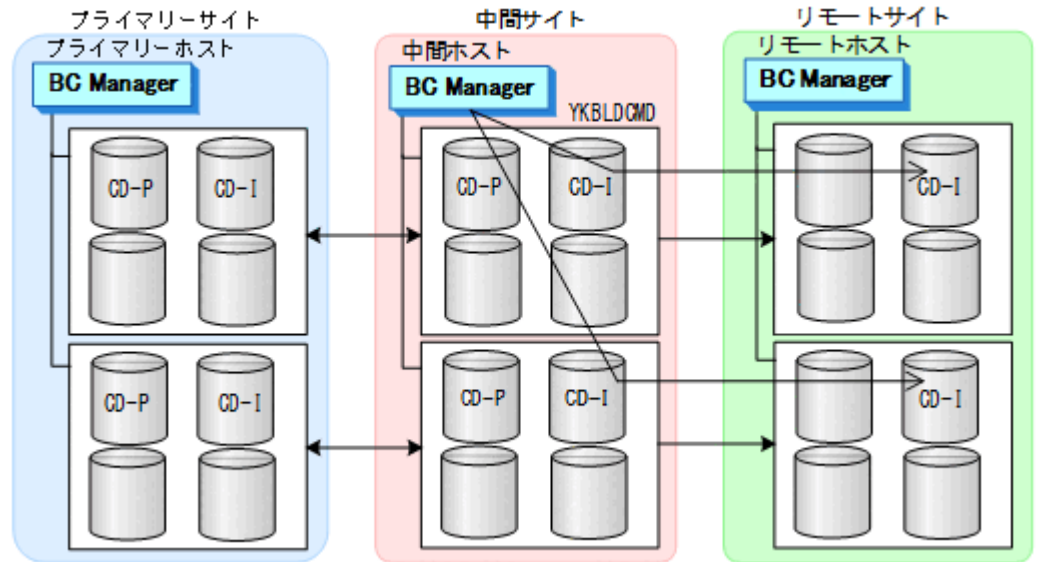 プライマリーサイト
中間サイト
リモートサイト
プライマリーホスト
中間ホスト
リモートホスト
BC Manager
BC Manager
BC Manager
YKBLDCMD
CD-P
CD-I
CD-P
CD-I
CD-I
CD-P
CD-I
CD-P
CD-I
CD-I